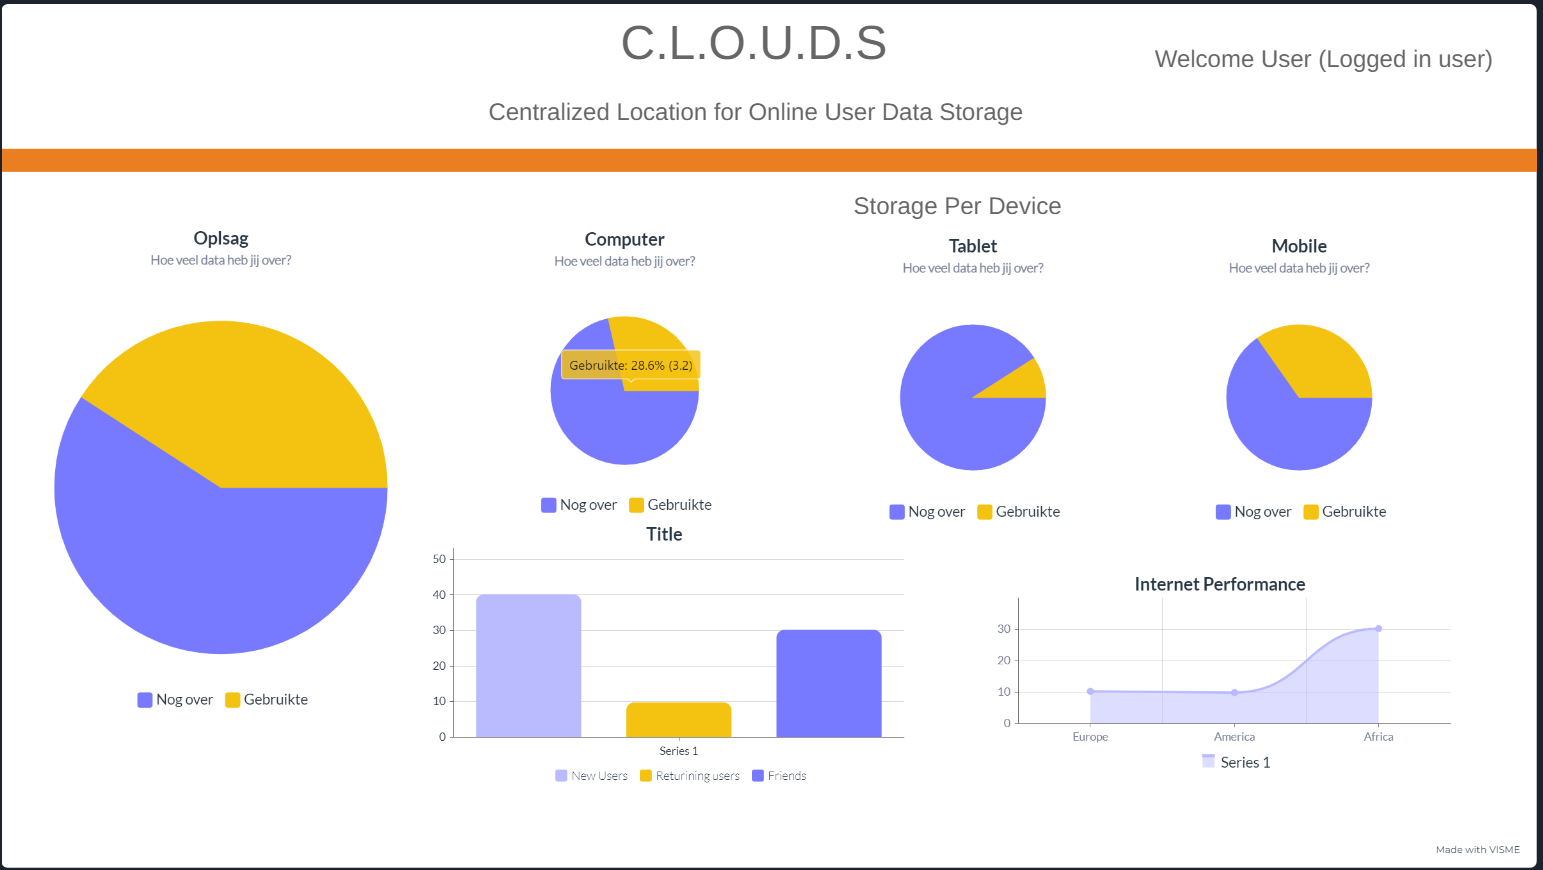 C.L.O.U.D.S
Welcome User (Logged in user)
Centralized Location for Online User Data Storage
Storage Per Device
Oplsag
Hoe veel data heb jij over?
Nog over Gebruikte
Computer
Hoe veel data heb jij over?
Gebruikte: 28.6% (3.2)
Nog over Gebruikte
Tablet
Hoe veel data heb jij over?
Nog over Gebruikte
Mobile
Hoe veel data heb jij over?
Nog over Gebruikte
Title
50
40
30
20
10
0
Series 1
New Users Returining users Friends
Internet Performance
30
20
10
0
Europe America Africa
Series 1
Made with VISME